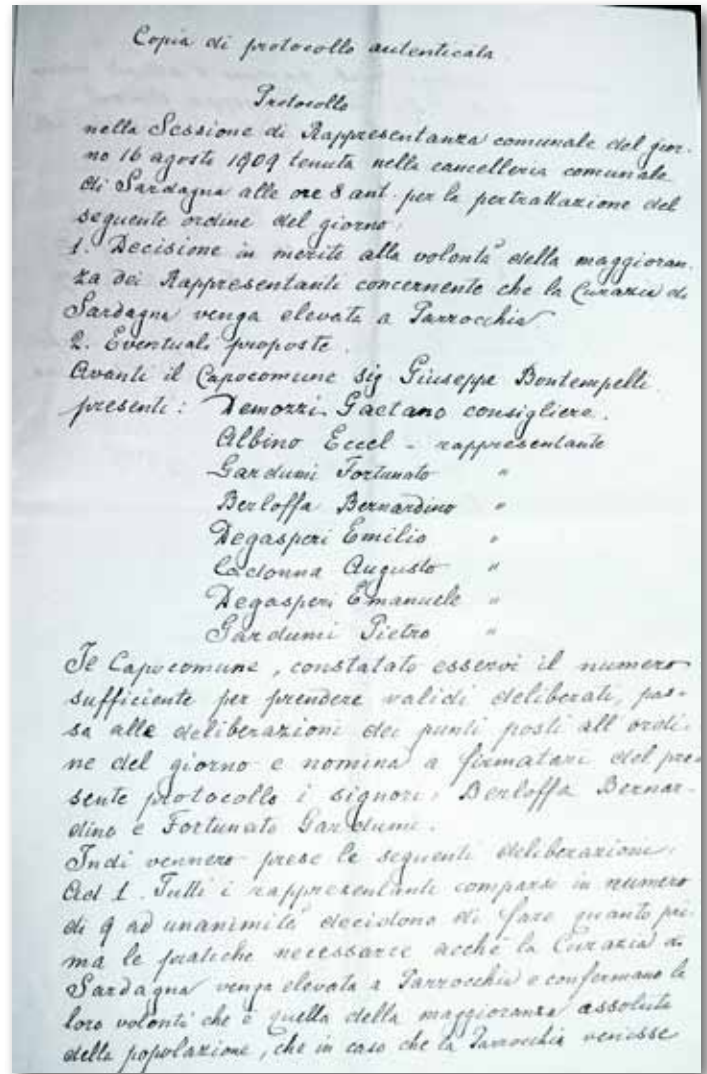 Copia di protocollo autenticata.
Protocollo
nella Sessione di Rappresentanza comunale del gior-
no 16 agosto 1909 tenuta nella cancelleria comunale
di Sardagna alle ore 8 ant. per la pertrattazione del
seguente ordine del giorno:
1. Decisione in merito alla volontà della maggioran-
za dei Rappresentanti concernente che la Curazia di
Sardagna venga elevata a Parrocchia
2. Eventuali proposte.
Avanti il Capocomune sig Giuseppe Bontempelli.
presenti: Demozzi Gaetano consigliere.
Albino Eccel - rappresentante
Gardumi Fortunato "
Berloffa Bernardino "
Degasperi Emilio "
Cadonna Augusto "
Degasperi Emanuele "
Gardumi Pietro "
Il Capocomune, constatato esservi il numero
sufficiente per prendere validi deliberati, pas-
sa alle deliberazioni dei punti posti all ordi-
ne del giorno e nomina a firmatari del pre
sente protocollo i signori: Berloffa Bernar-
dino e Fortunato Gardumi.
Indi vennero prese le seguenti deliberazioni:
Ad 1. Tutti i rappresentanti comparsi in numero
di 9 ad unanimità decidono di fare quanto pri-
ma le pratiche necessarie acchè la Curazia di
Sardagna venga elevata a Parrocchia e confermano la
loro volontà che è quella della maggioranza assoluta
della popolazione, che in caso che la Parrocchia venisse